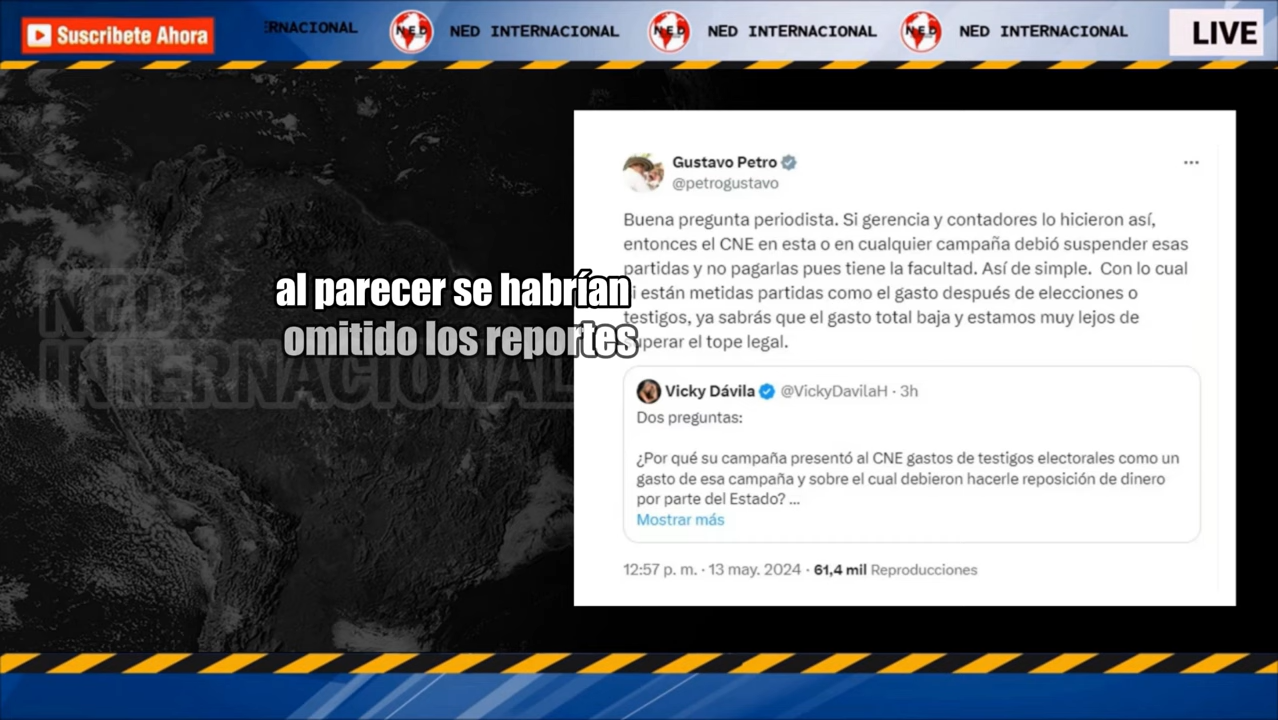 Suscribete Ahora
RNACIONAL
NED
NED INTERNACIONAL
NED
NED INTERNACIONAL
NED
NED INTERNACIONAL
LIVE
NED
INTERNACIONAL
al parecer se habrían
omitido los reportes
Gustavo Petro
@petrogustavo
Buena pregunta periodista. Si gerencia y contadores lo hicieron así,
entonces el CNE en esta o en cualquier campaña debió suspender esas
partidas y no pagarlas pues tiene la facultad. Así de simple. Con lo cual
i están metidas partidas como el gasto después de elecciones o
testigos, ya sabrás que el gasto total baja y estamos muy lejos de
uperar el tope legal.
Vicky Dávila @VickyDavilaH · 3h
Dos preguntas:
¿Por qué su campaña presentó al CNE gastos de testigos electorales como un
gasto de esa campaña y sobre el cual debieron hacerle reposición de dinero
por parte del Estado? ...
Mostrar más
12:57 p. m. · 13 may. 2024 · 61,4 mil Reproducciones